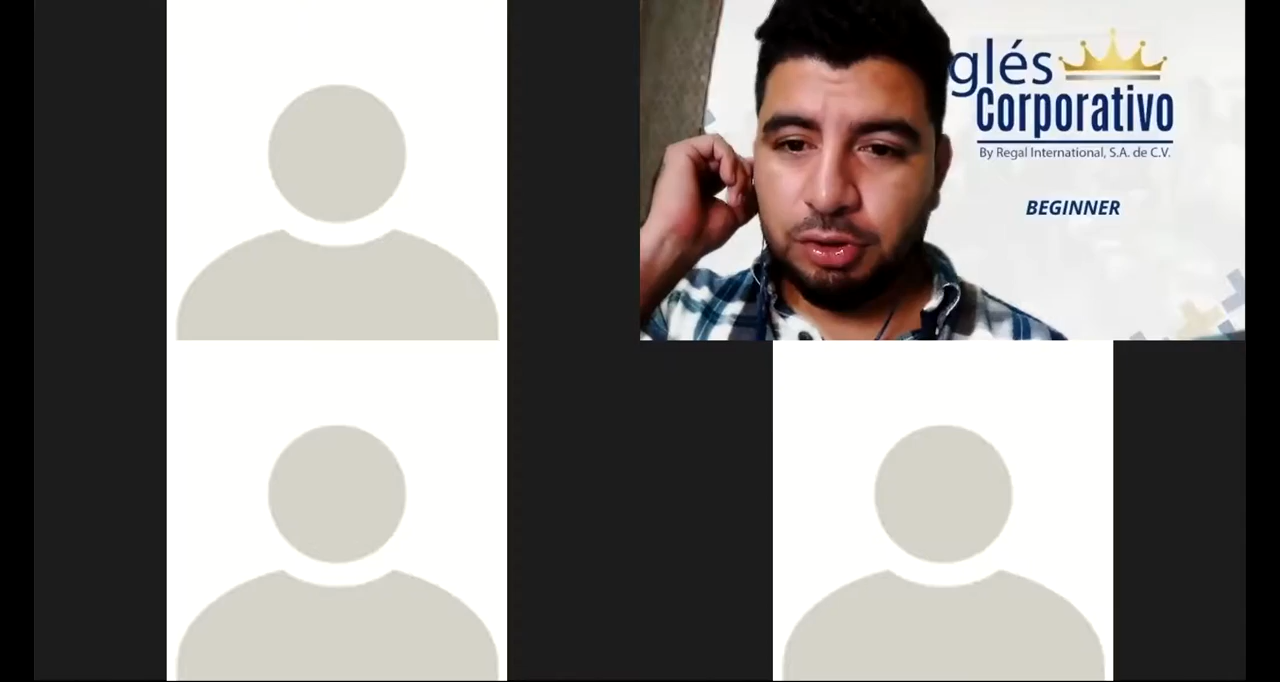 glés
Corporativo
By Regal International, S.A. de C.V.
BEGINNER